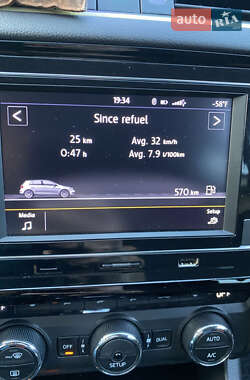 auto RIA
19:34 -58°F
Since refuel
25 km Avg. 32 km/h
0:47 h Avg. 7.9 l/100km
570 km
Media Setup
OFF DUAL AUTO
SETUP A/C